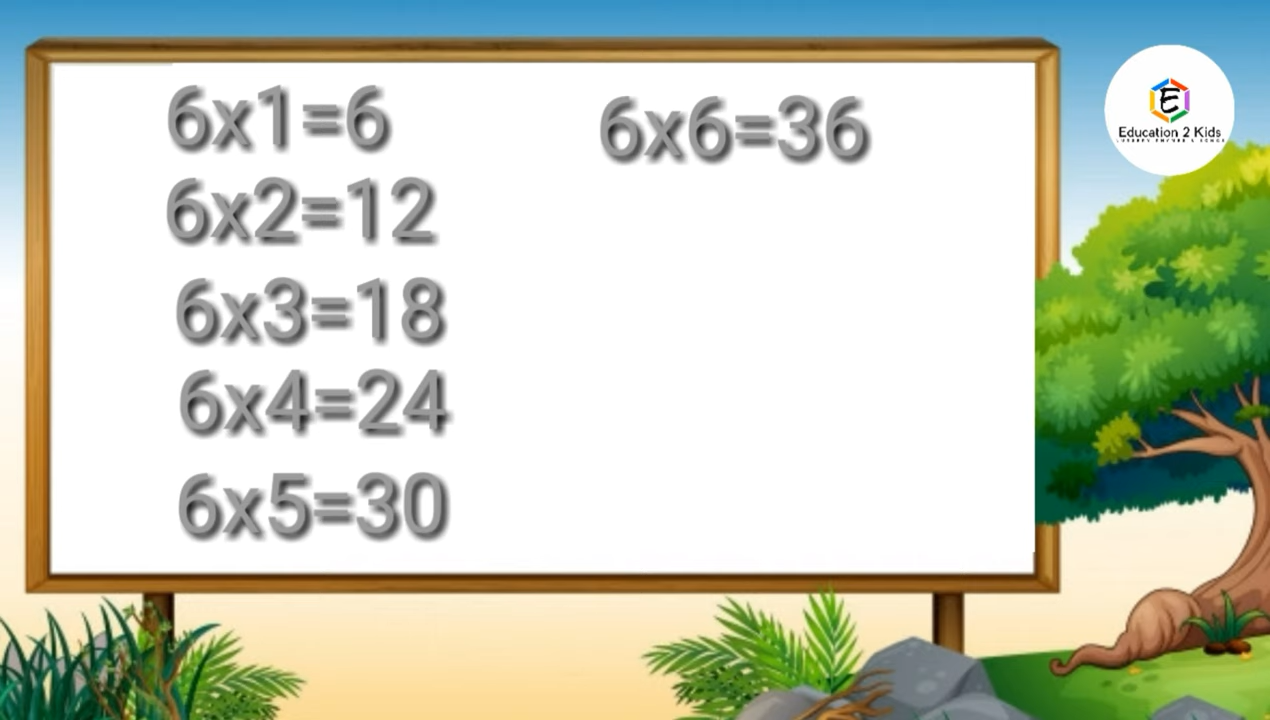 6x1=6
6x2=12
6x3=18
6x4=24
6x5=30
6x6=36
E
Education 2 Kids